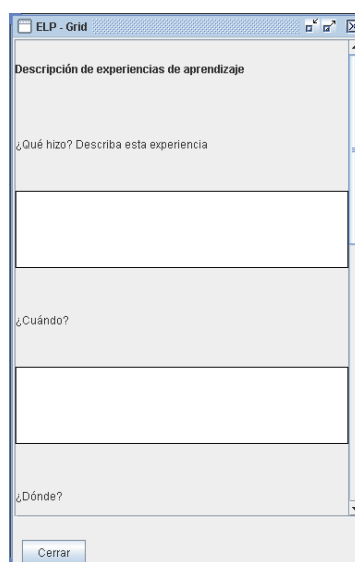 ELP - Grid
Descripción de experiencias de aprendizaje
¿Qué hizo? Describa esta experiencia
¿Cuándo?
¿Dónde?
Cerrar